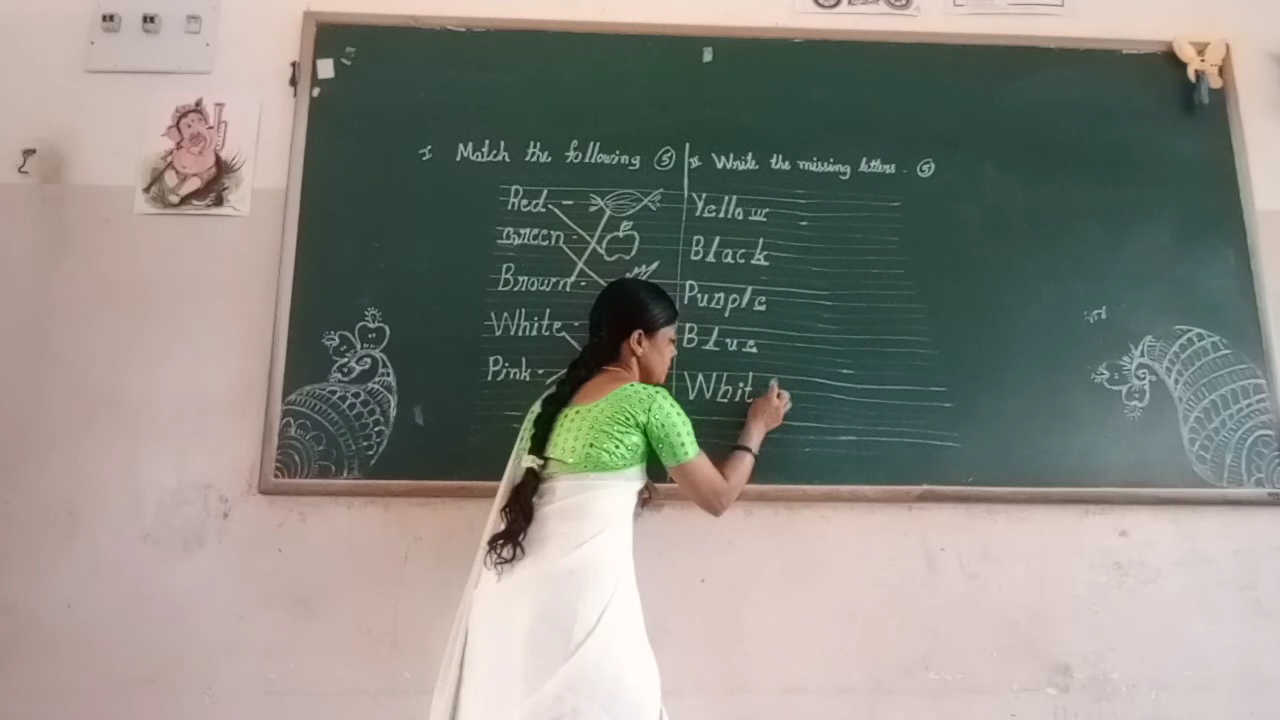 I Match the following ⑤
Red -
Green -
Brown -
White -
Pink -
II Write the missing letters. ⑤
Yellow
Black
Purple
Blue
Whit